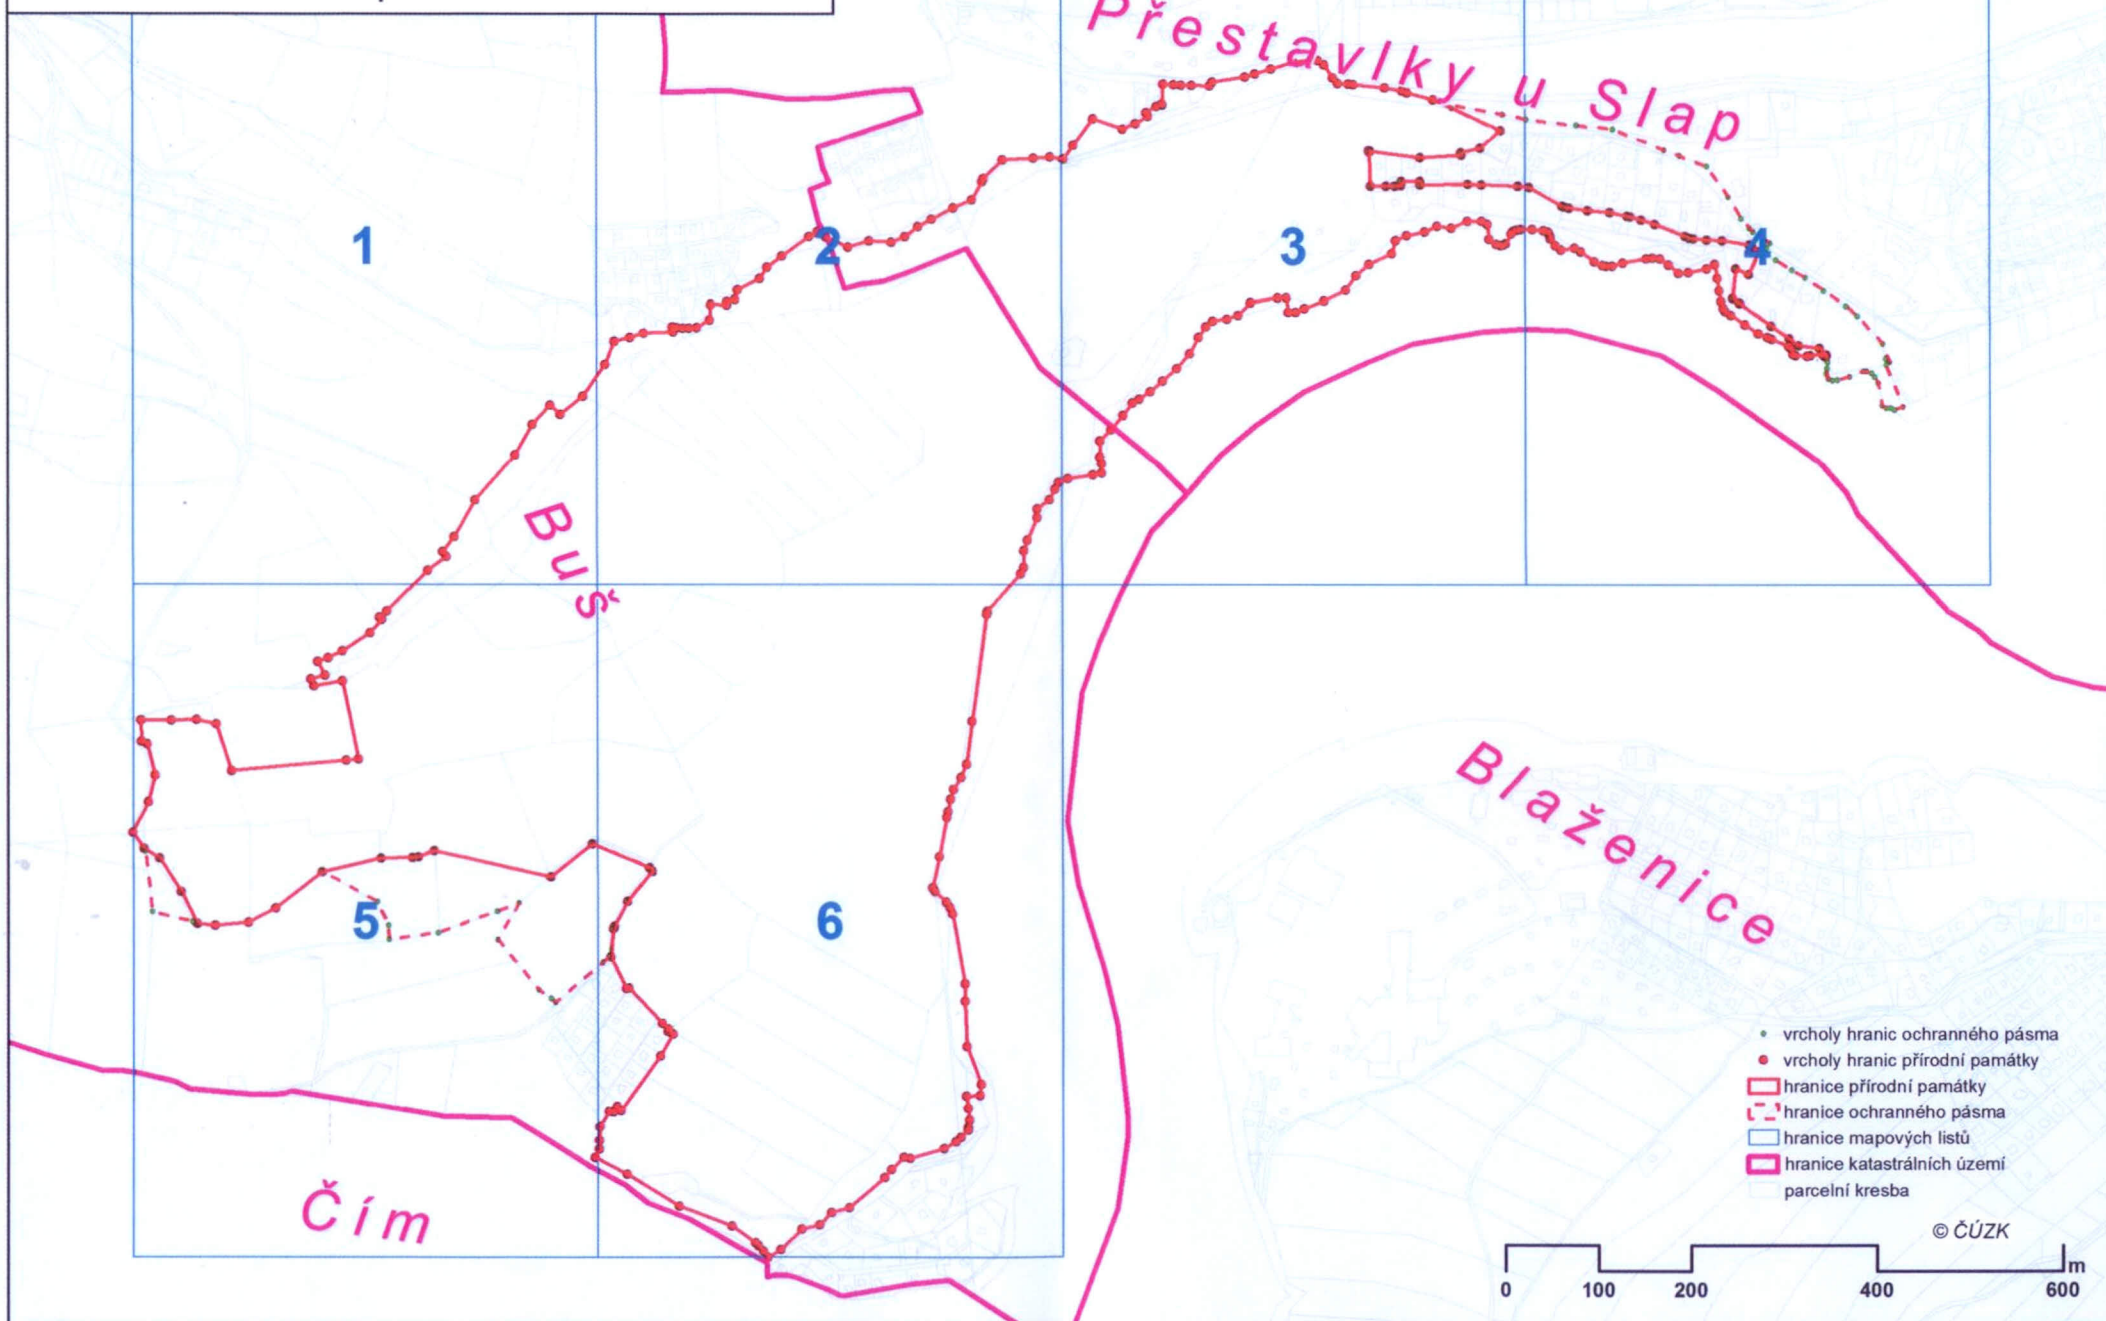 Přestavlky u Slap
1
2
3
4
Buš
Blaženice
5
6
Čím
vrcholy hranic ochranného pásma
vrcholy hranic přírodní památky
hranice přírodní památky
hranice ochranného pásma
hranice mapových listů
hranice katastrálních území
parcelní kresba
© ČÚZK
m
0 100 200 400 600